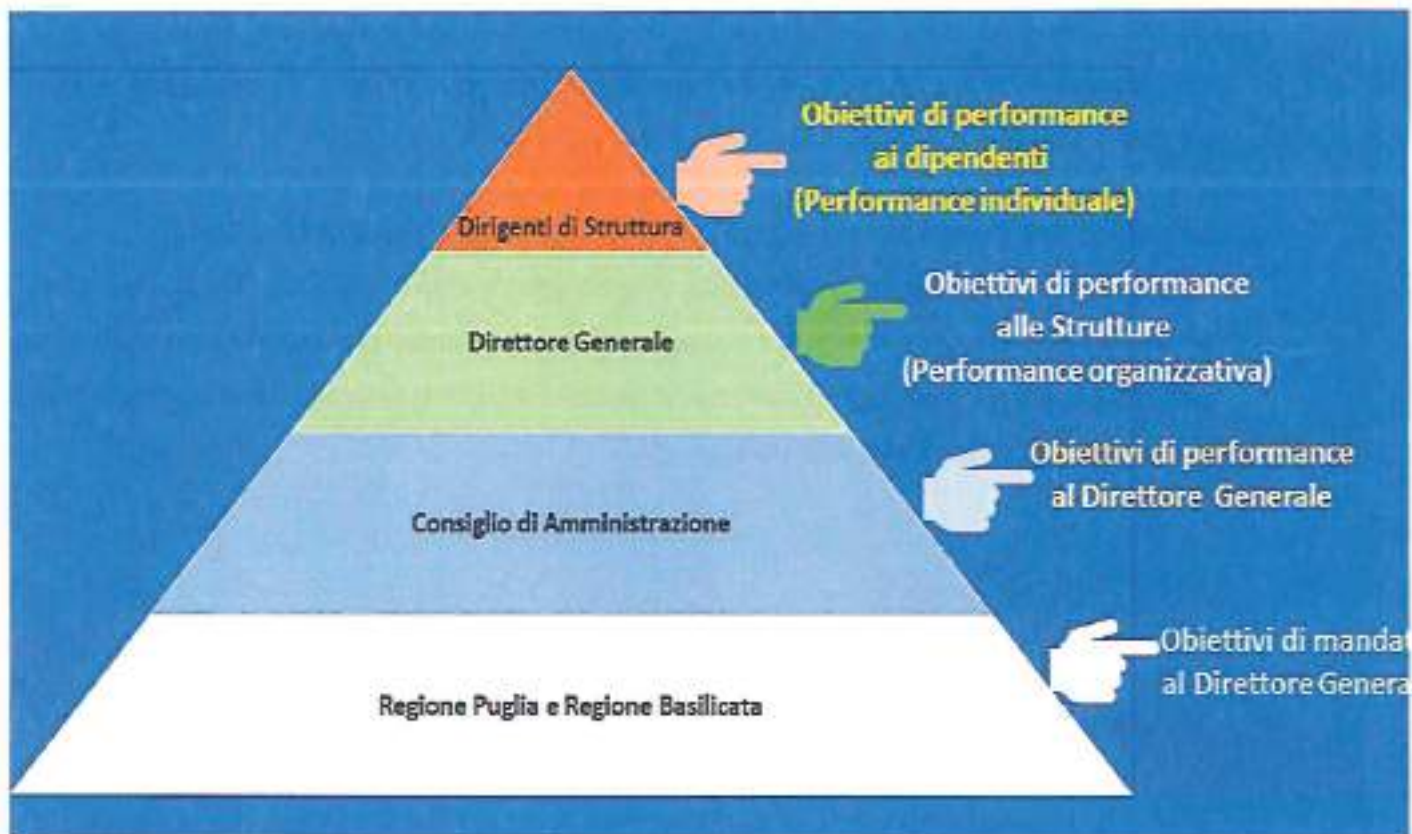 Obiettivi di performance
ai dipendenti
(Performance individuale)
Dirigenti di Struttura
Obiettivi di performance
alle Strutture
(Performance organizzativa)
Direttore Generale
Obiettivi di performance
al Direttore Generale
Consiglio di Amministrazione
Obiettivi di mandat
al Direttore Genera
Regione Puglia e Regione Basilicata